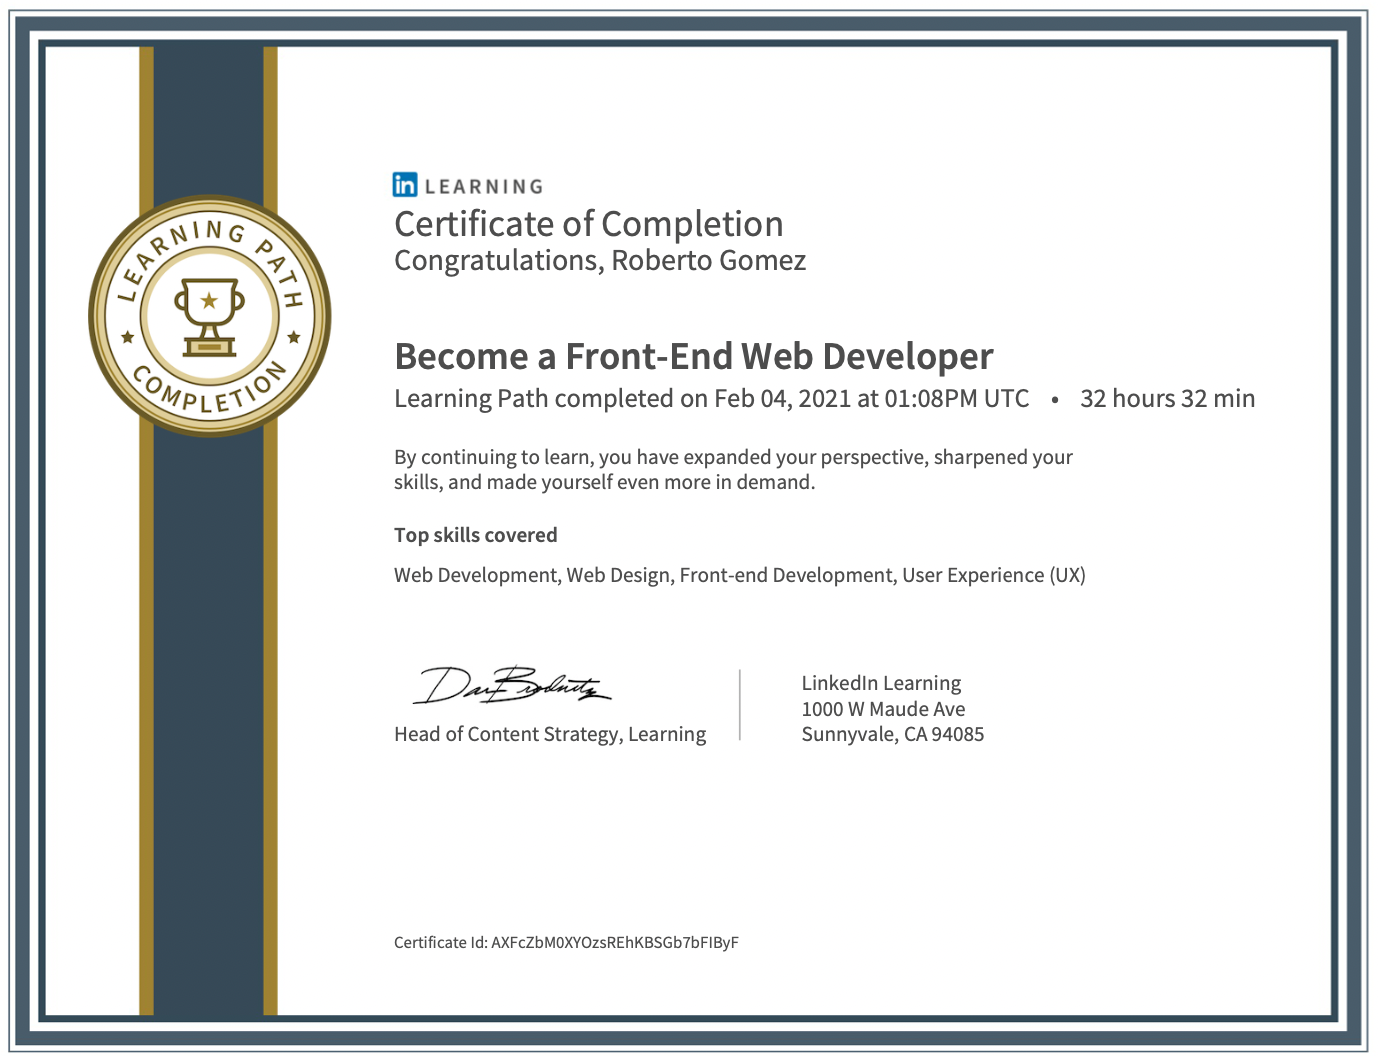 LEARNING PATH
COMPLETION
in LEARNING
Certificate of Completion
Congratulations, Roberto Gomez
Become a Front-End Web Developer
Learning Path completed on Feb 04, 2021 at 01:08PM UTC • 32 hours 32 min
By continuing to learn, you have expanded your perspective, sharpened your
skills, and made yourself even more in demand.
Top skills covered
Web Development, Web Design, Front-end Development, User Experience (UX)
Dan Brodnitz
Head of Content Strategy, Learning
LinkedIn Learning
1000 W Maude Ave
Sunnyvale, CA 94085
Certificate Id: AXFcZbM0XYOzsREhKBSGb7bFIByF